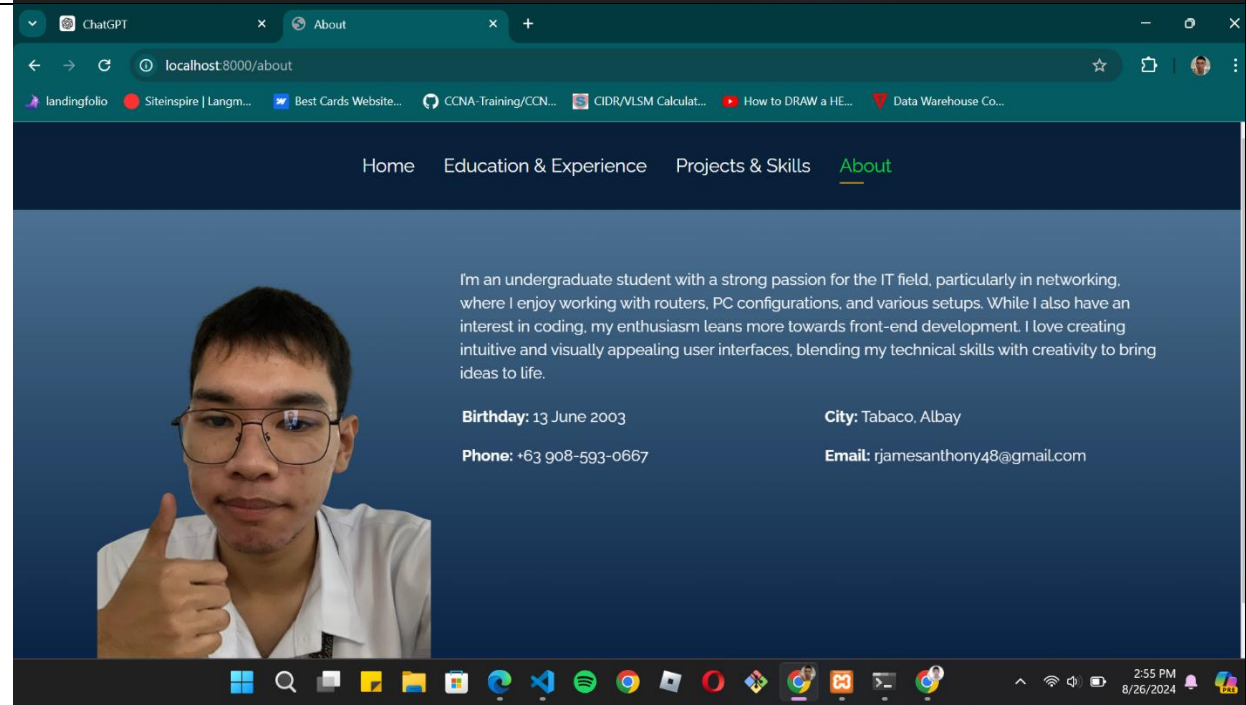 ChatGPT
About
localhost:8000/about
landingfolio
Siteinspire | Langm...
Best Cards Website...
CCNA-Training/CCN...
CIDR/VLSM Calculat...
How to DRAW a HE...
Data Warehouse Co...
Home Education & Experience Projects & Skills About
I'm an undergraduate student with a strong passion for the IT field, particularly in networking,
where I enjoy working with routers, PC configurations, and various setups. While I also have an
interest in coding, my enthusiasm leans more towards front-end development. I love creating
intuitive and visually appealing user interfaces, blending my technical skills with creativity to bring
ideas to life.
Birthday: 13 June 2003
City: Tabaco, Albay
Phone: +63 908-593-0667
Email: rjamesanthony48@gmail.com
2:55 PM
8/26/2024
PRE